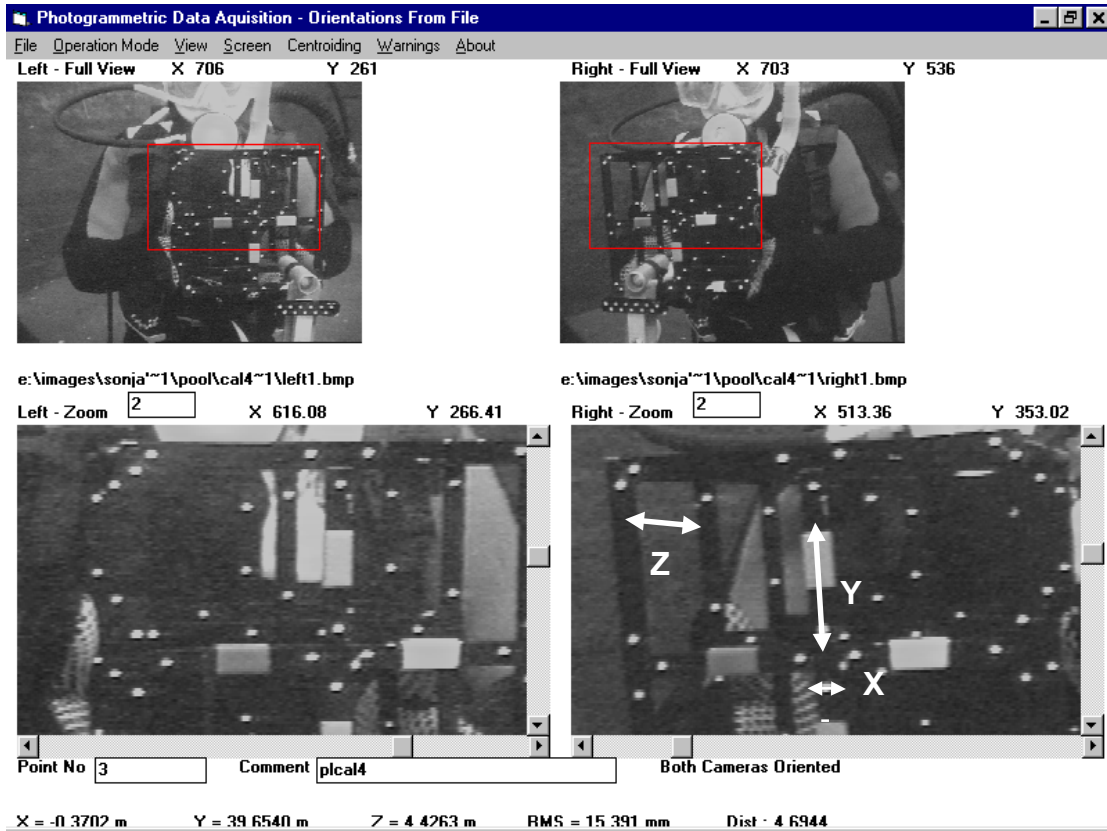 Photogrammetric Data Aquisition - Orientations From File
File Operation Mode View Screen Centroiding Warnings About
Left - Full View X 706 Y 261 Right - Full View X 703 Y 536
e:\images\sonja'~1\pool\cal4~1\left1.bmp e:\images\sonja'~1\pool\cal4~1\right1.bmp
Left - Zoom 2 X 616.08 Y 266.41 Right - Zoom 2 X 513.36 Y 353.02
Z
Y
X
Point No 3 Comment plcal4 Both Cameras Oriented
X = -0.3702 m Y = 39.6540 m Z = 4.4263 m RMS = 15.391 mm Dist : 4.6944